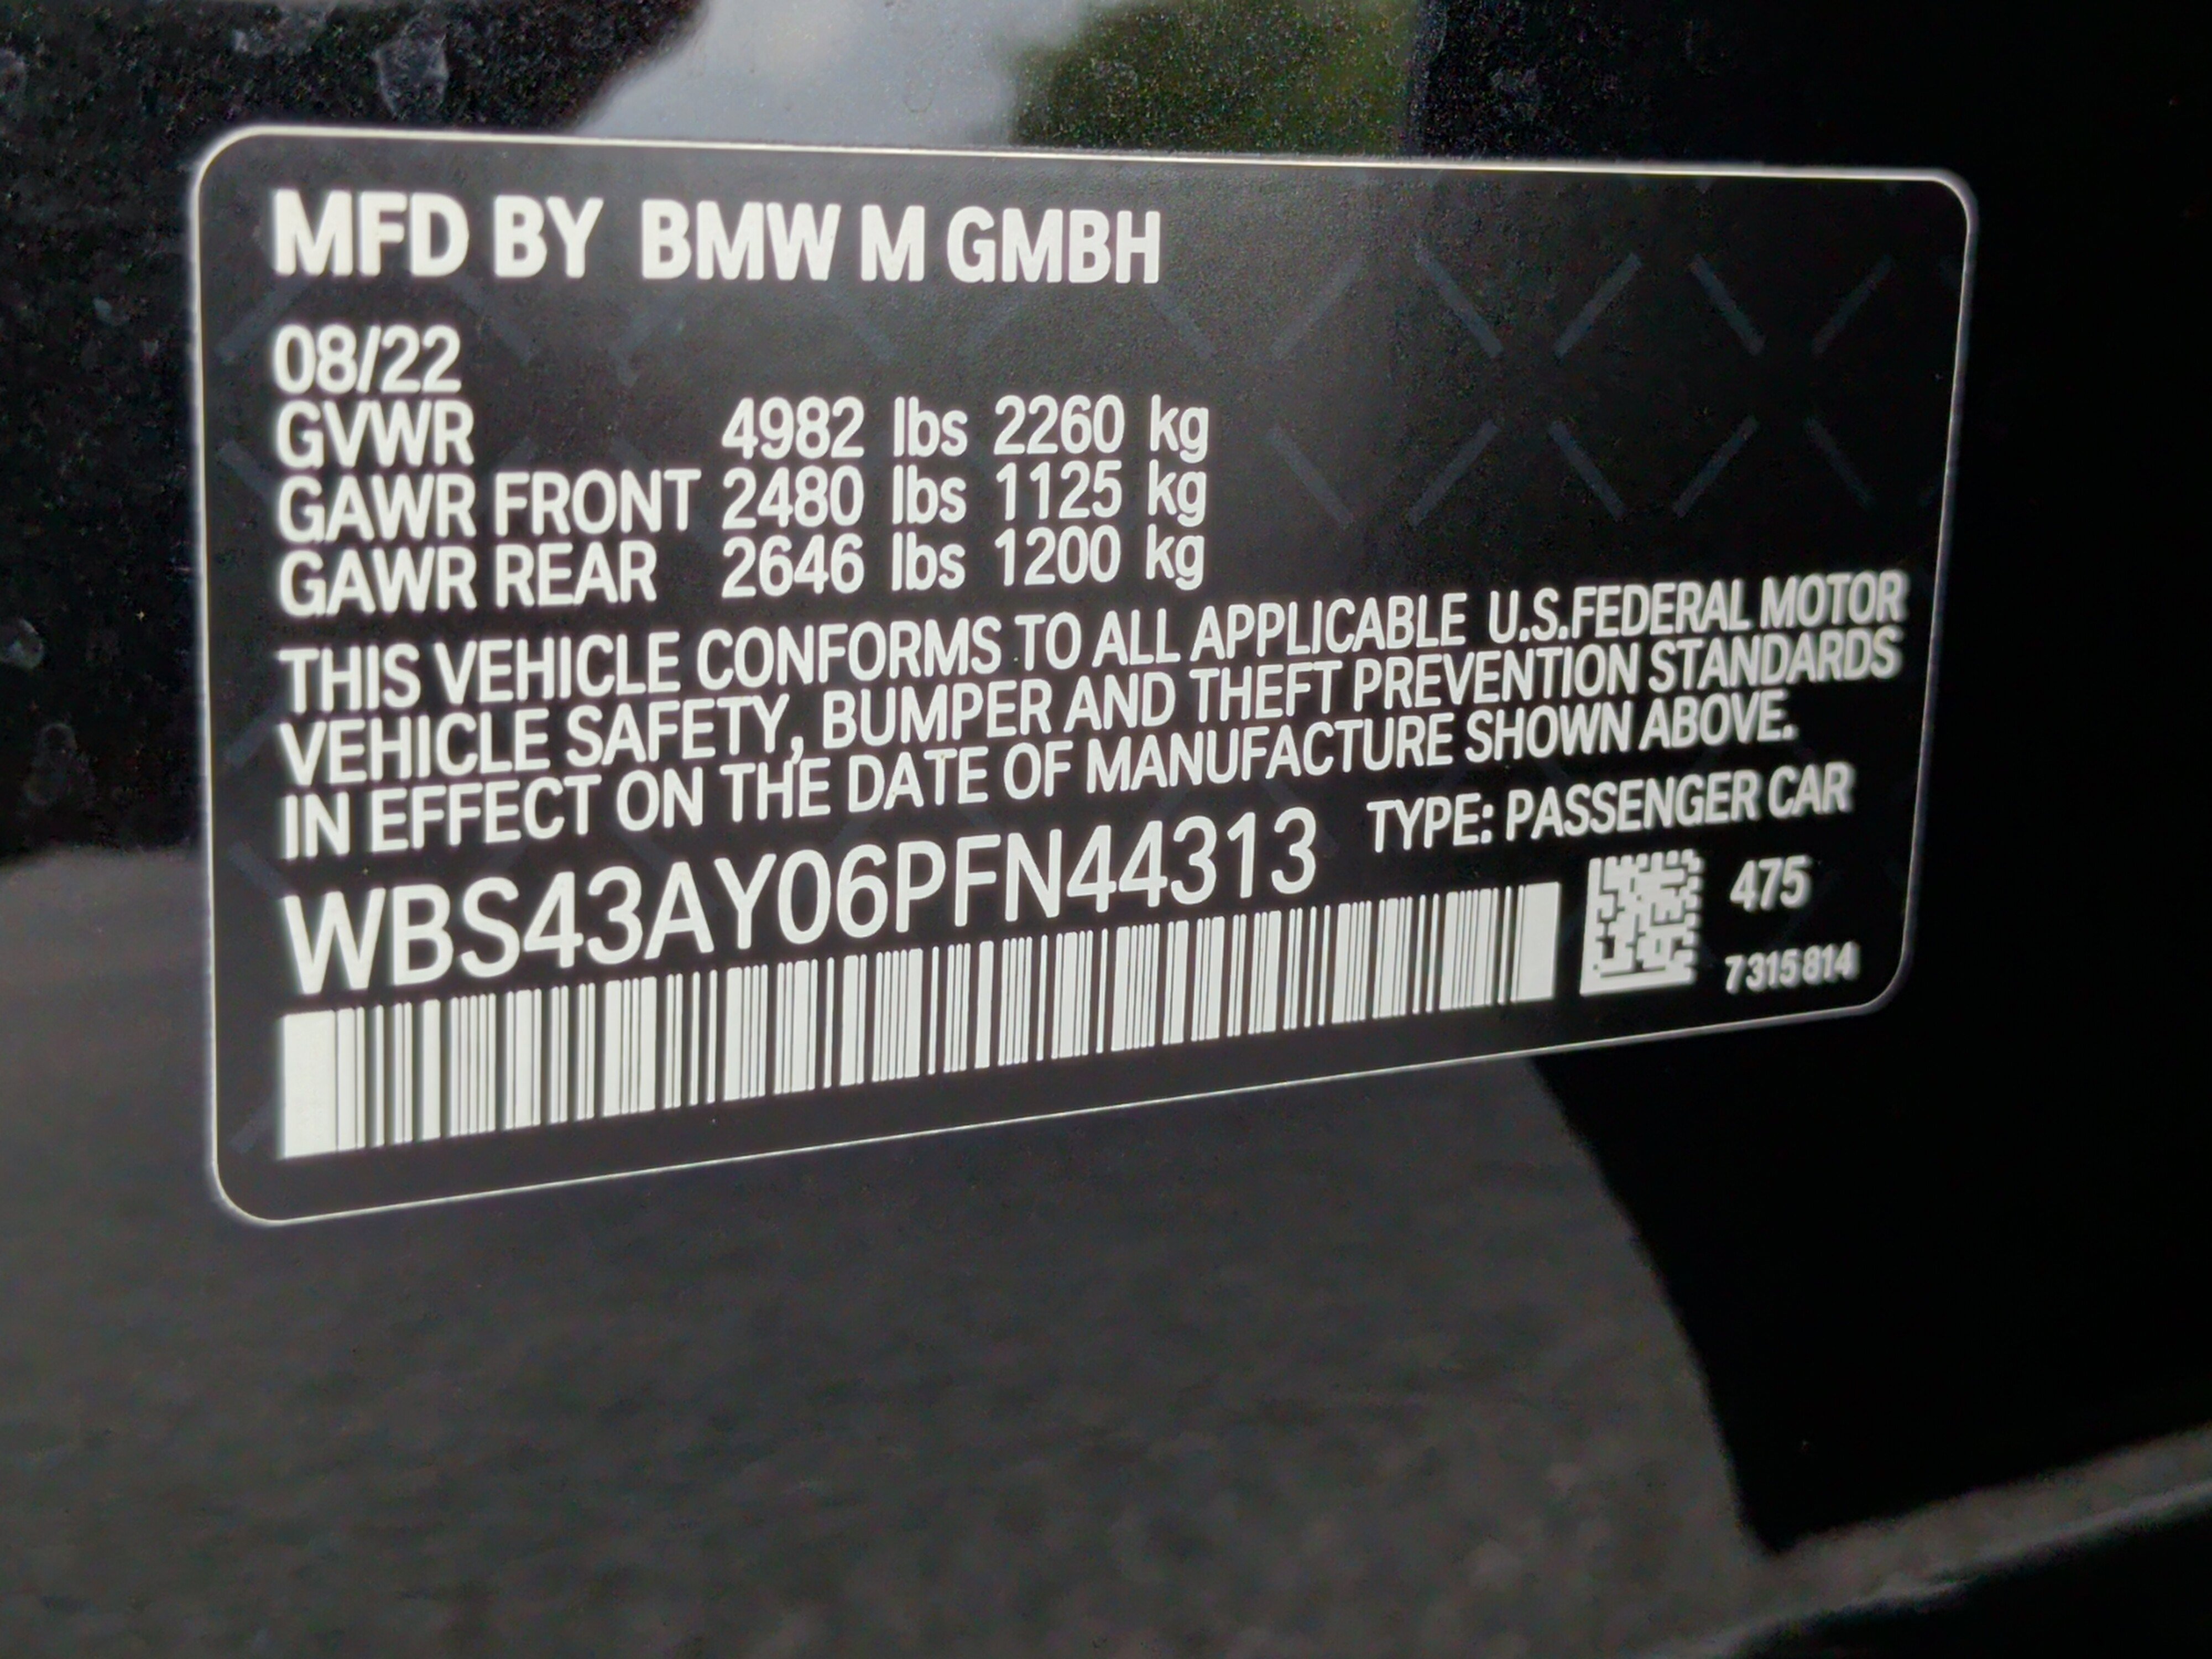 MFD BY BMW M GMBH
08/22
GVWR 4982 lbs 2260 kg
GAWR FRONT 2480 lbs 1125 kg
GAWR REAR 2646 lbs 1200 kg
THIS VEHICLE CONFORMS TO ALL APPLICABLE U.S.FEDERAL MOTOR
VEHICLE SAFETY, BUMPER AND THEFT PREVENTION STANDARDS
IN EFFECT ON THE DATE OF MANUFACTURE SHOWN ABOVE.
WBS43AY06PFN44313 TYPE: PASSENGER CAR
475
7315814